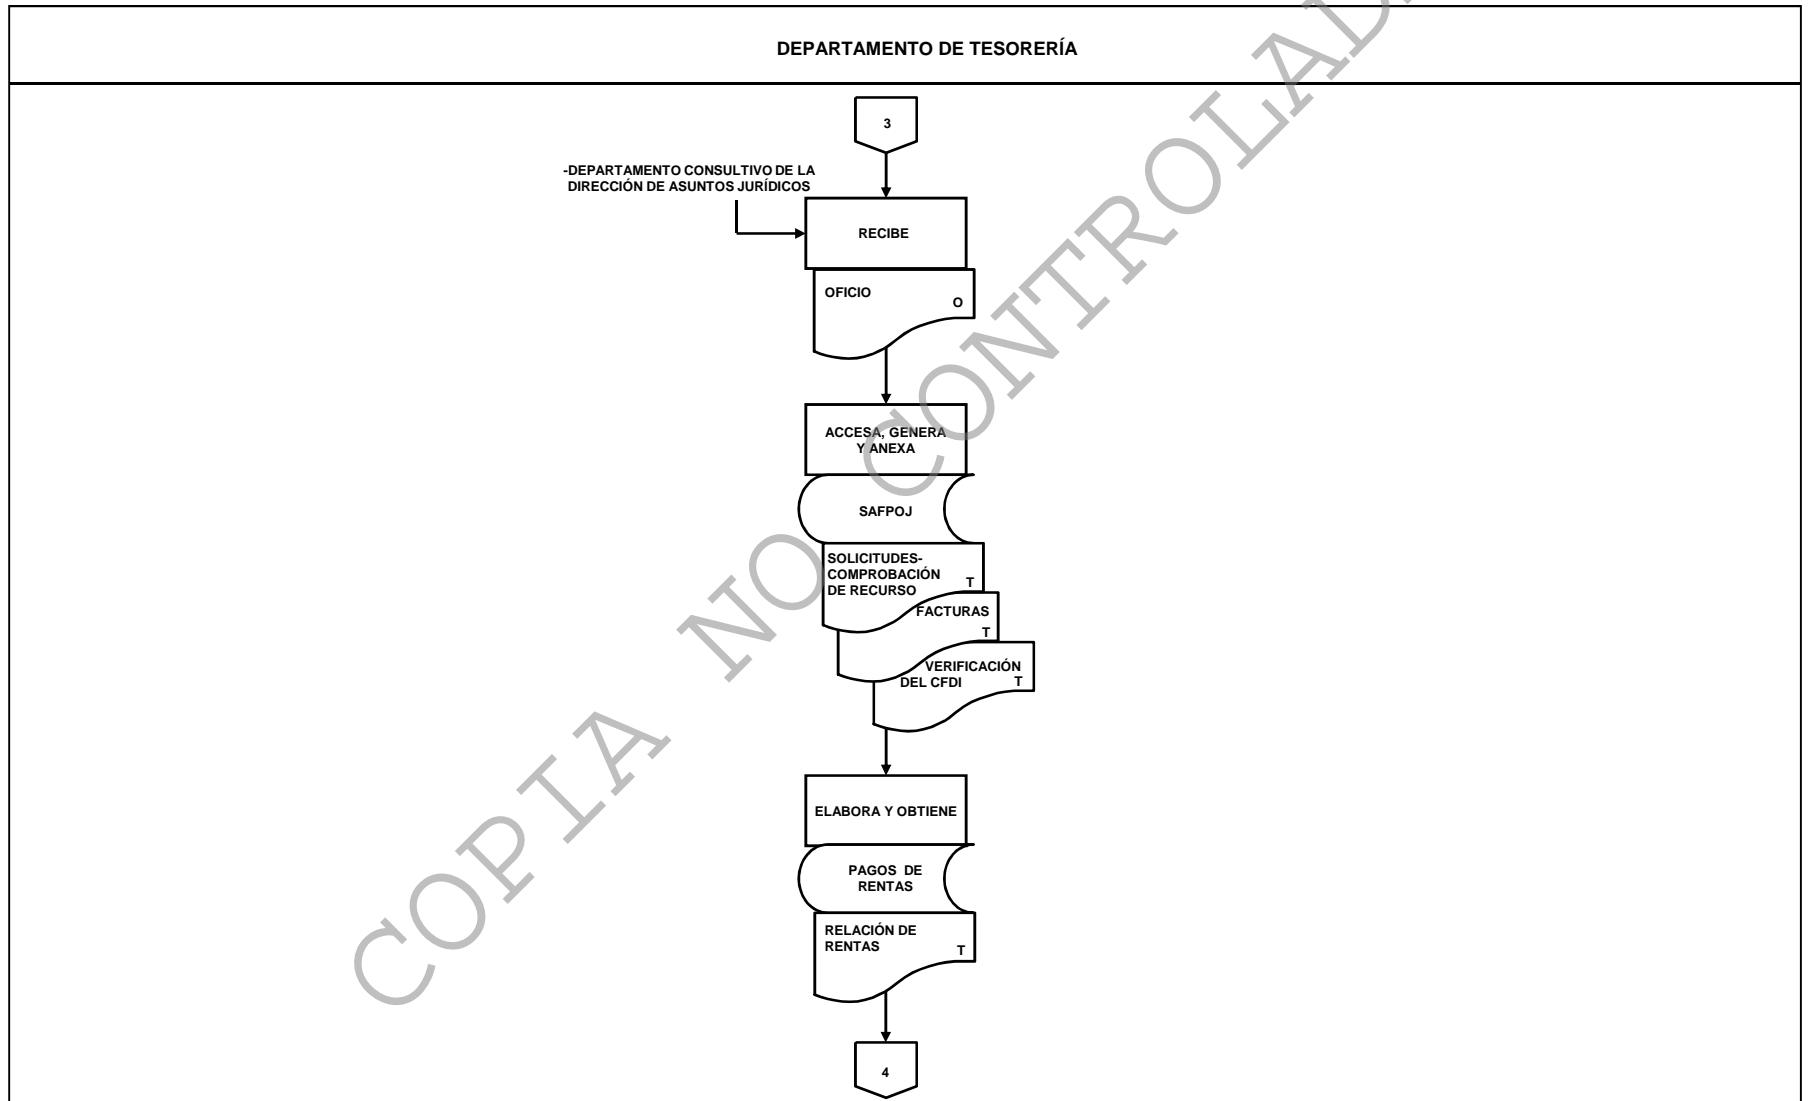 DEPARTAMENTO DE TESORERÍA
3
-DEPARTAMENTO CONSULTIVO DE LA
DIRECCIÓN DE ASUNTOS JURÍDICOS
RECIBE
OFICIO
O
ACCESA, GENERA
Y ANEXA
SAFPOJ
SOLICITUDES-
COMPROBACIÓN
DE RECURSO
T
FACTURAS
T
VERIFICACIÓN
DEL CFDI
T
ELABORA Y OBTIENE
PAGOS DE
RENTAS
RELACIÓN DE
RENTAS
T
4
COPIA NO CONTROLAD